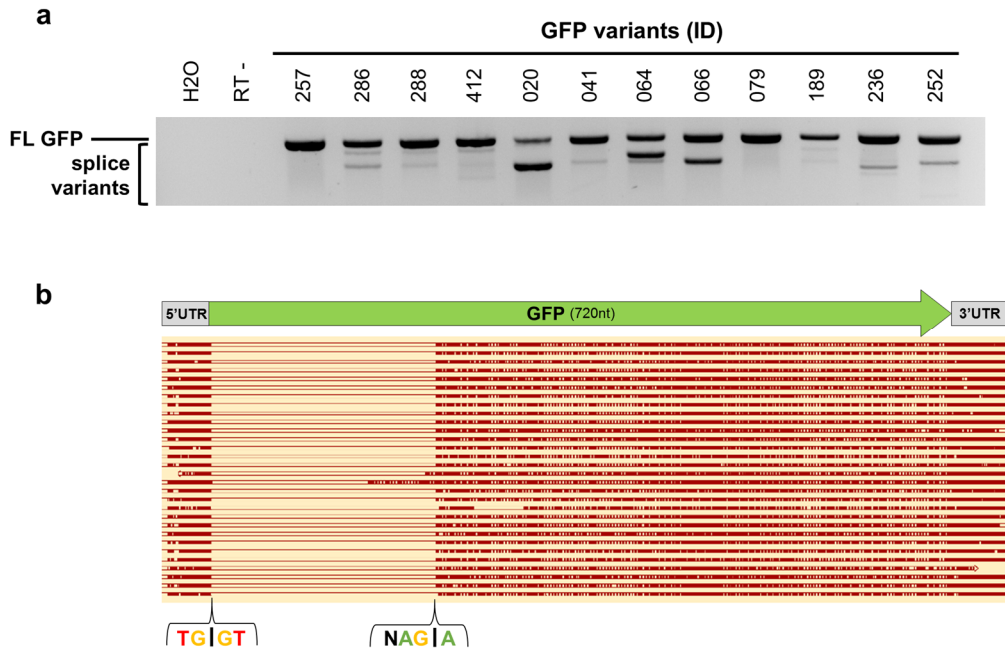 a
GFP variants (ID)
H2O RT - 257 286 288 412 020 041 064 066 079 189 236 252
FL GFP
splice
variants
b
5'UTR GFP (720nt) 3'UTR
TG|GT NAG|A